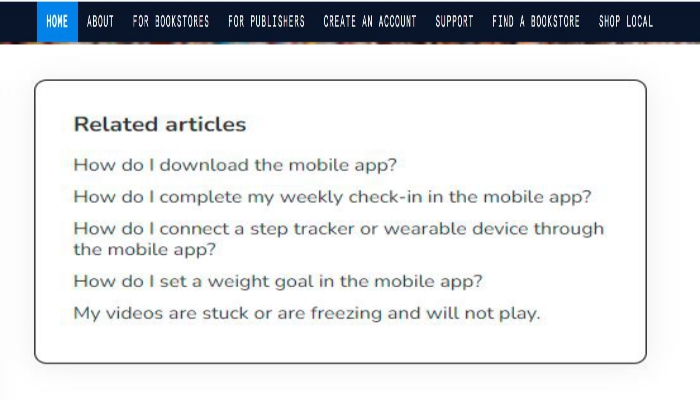 HOME ABOUT FOR BOOKSTORES FOR PUBLISHERS CREATE AN ACCOUNT SUPPORT FIND A BOOKSTORE SHOP LOCAL
Related articles
How do I download the mobile app?
How do I complete my weekly check-in in the mobile app?
How do I connect a step tracker or wearable device through
the mobile app?
How do I set a weight goal in the mobile app?
My videos are stuck or are freezing and will not play.